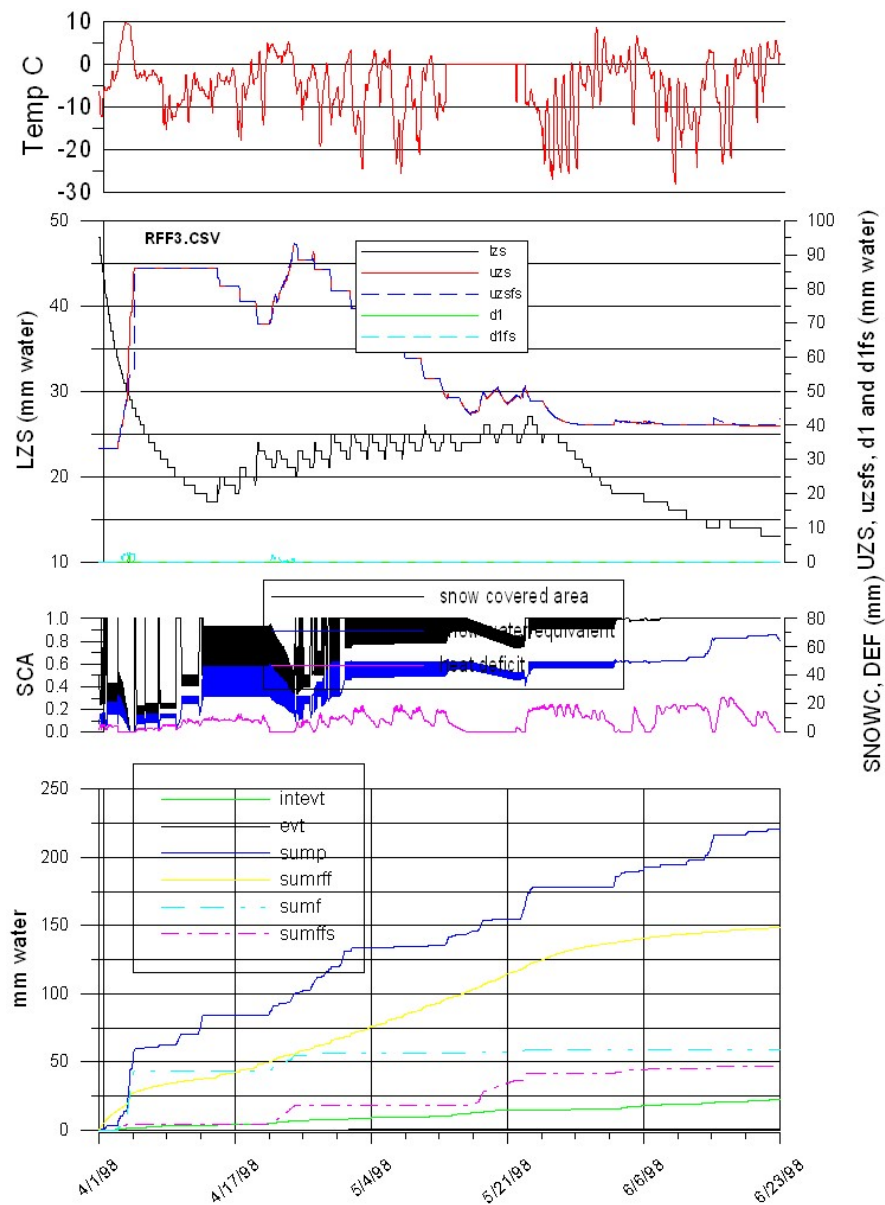 10
0
-10
-20
-30
Temp C
50
40
30
20
10
LZS (mm water)
RFF3.CSV
lzs
uzs
uzsfs
d1
d1fs
100
90
80
70
60
50
40
30
20
10
0
UZS, uzsfs, d1 and d1fs (mm water)
1.0
0.8
0.6
0.4
0.2
0.0
SCA
snow covered area
snow water equivalent
heat deficit
80
60
40
20
0
SNOWC, DEF (mm)
250
200
150
100
50
0
mm water
intevt
evt
sump
sumrff
sumf
sumffs
4/1/98
4/17/98
5/4/98
5/21/98
6/6/98
6/23/98